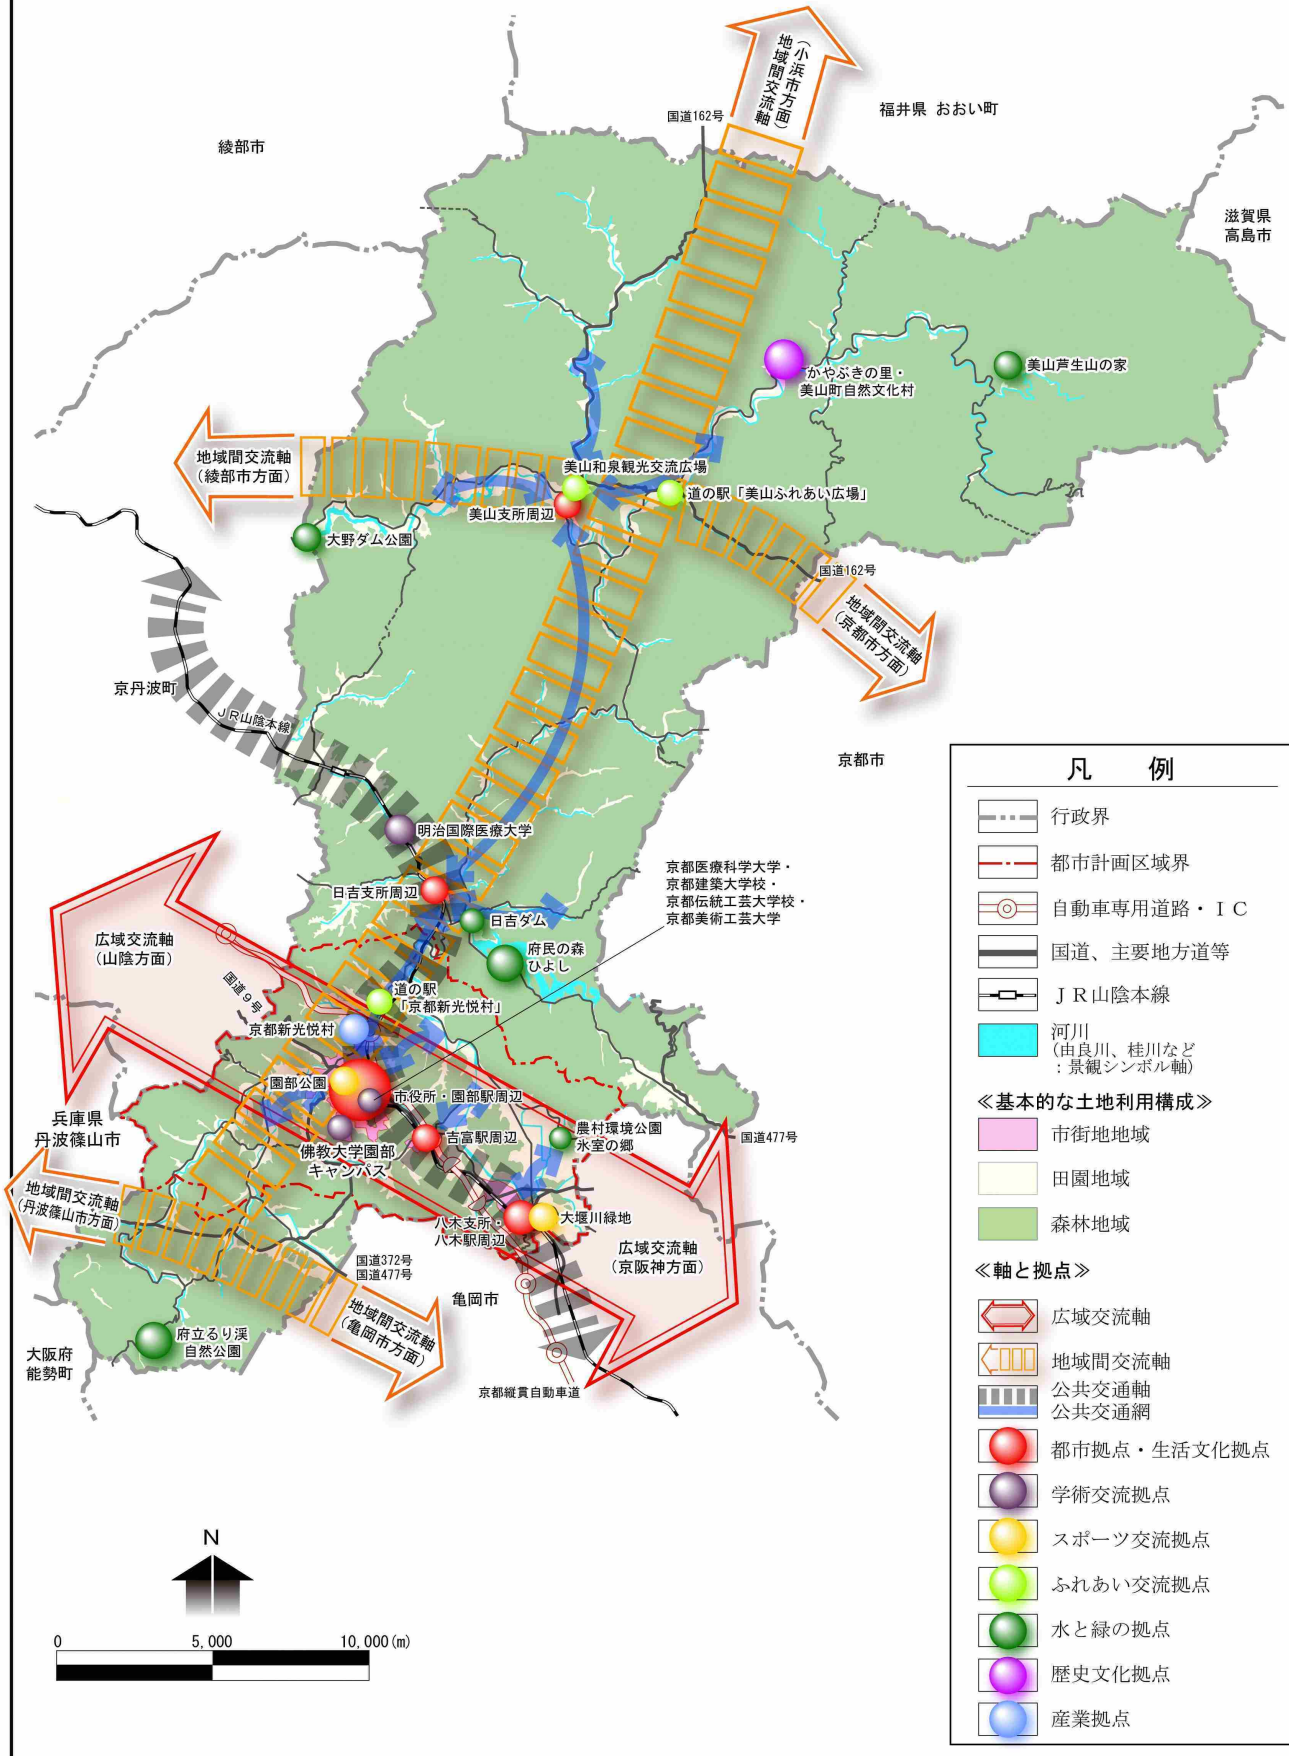 (小浜市方面)
地域間交流軸
国道162号
福井県 おおい町
綾部市
滋賀県
高島市
かやぶきの里・
美山町自然文化村
美山芦生山の家
地域間交流軸
(綾部市方面)
美山和泉観光交流広場
道の駅「美山ふれあい広場」
美山支所周辺
大野ダム公園
国道162号
地域間交流軸
(京都市方面)
京丹波町
JR山陰本線
京都市
明治国際医療大学
京都医療科学大学・
京都建築大学校・
京都伝統工芸大学校・
京都美術工芸大学
日吉支所周辺
日吉ダム
府民の森
ひよし
広域交流軸
(山陰方面)
国道9号
道の駅
「京都新光悦村」
京都新光悦村
園部公園
市役所・園部駅周辺
兵庫県
丹波篠山市
佛教大学園部
キャンパス
吉富駅周辺
農村環境公園
氷室の郷
国道477号
地域間交流軸
(丹波篠山市方面)
八木支所・
八木駅周辺
大堰川緑地
広域交流軸
(京阪神方面)
国道372号
国道477号
亀岡市
地域間交流軸
(亀岡市方面)
府立るり渓
自然公園
大阪府
能勢町
京都縦貫自動車道
凡 例
行政界
都市計画区域界
自動車専用道路・IC
国道、主要地方道等
JR山陰本線
河川
(由良川、桂川など
:景観シンボル軸)
≪基本的な土地利用構成≫
市街地地域
田園地域
森林地域
≪軸と拠点≫
広域交流軸
地域間交流軸
公共交通軸
公共交通網
都市拠点・生活文化拠点
学術交流拠点
スポーツ交流拠点
ふれあい交流拠点
水と緑の拠点
歴史文化拠点
産業拠点
N
0 5,000 10,000(m)